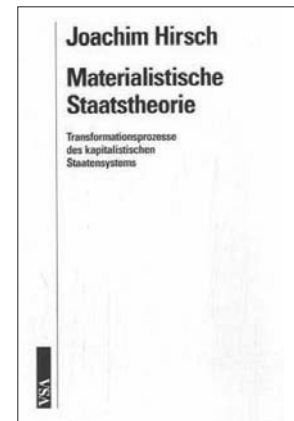 Joachim Hirsch
Materialistische
Staatstheorie
Transformationsprozesse
des kapitalistischen
Staatensystems
VSA